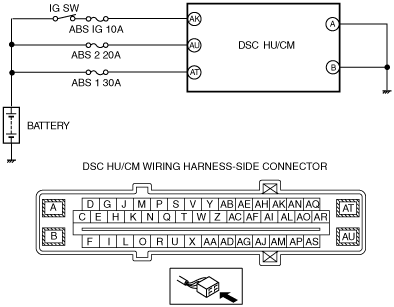 IG SW
ABS IG 10A
AK
A
ABS 2 20A
AU
DSC HU/CM
ABS 1 30A
AT
B
BATTERY
DSC HU/CM WIRING HARNESS-SIDE CONNECTOR
A D G J M P S V Y AB AE AH AK AN AQ AT
C E H K N Q T W Z AC AF AI AL AO AR
B F I L O R U X AA AD AG AJ AM AP AS AU